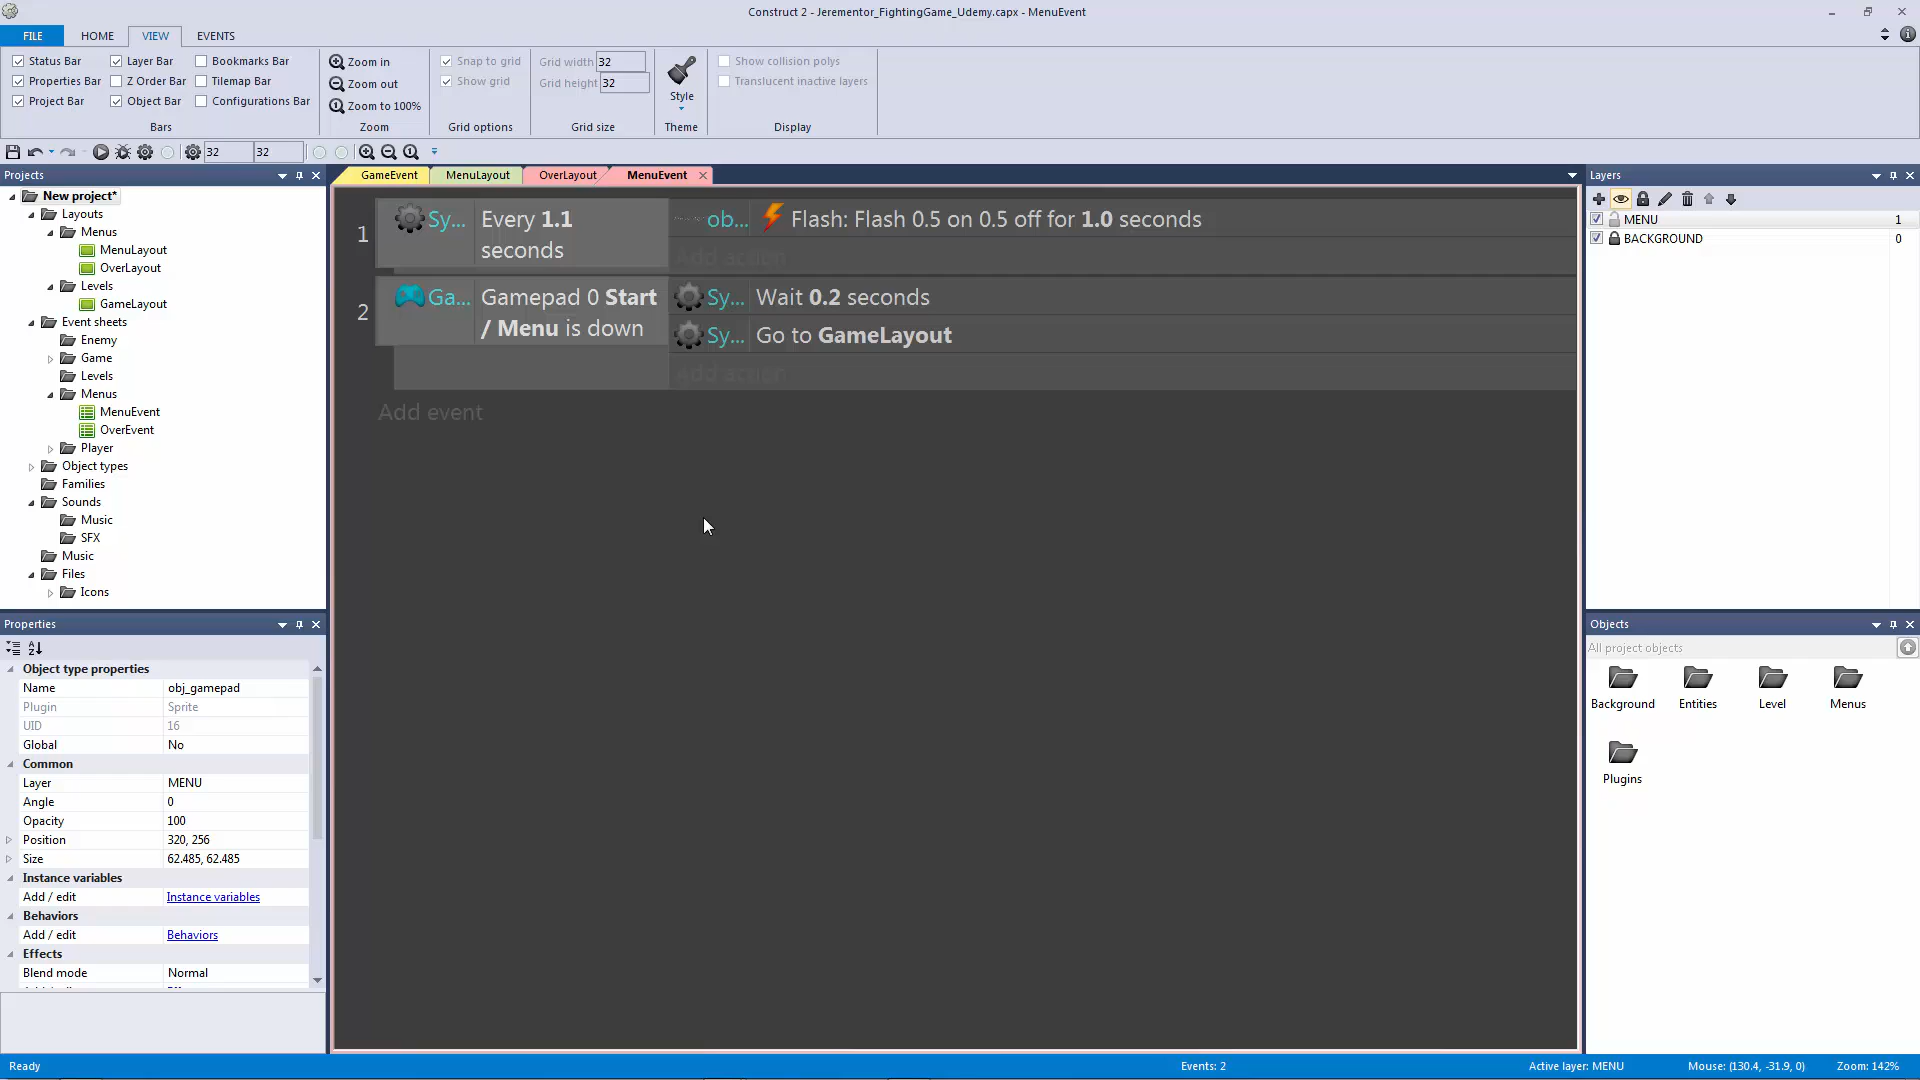 Construct 2 - Jerementor_FightingGame_Udemy.capx - MenuEvent
FILE HOME VIEW EVENTS
Status Bar Layer Bar Bookmarks Bar Zoom in Snap to grid Grid width 32 Show collision polys
Properties Bar Z Order Bar Tilemap Bar Zoom out Show grid Grid height 32 Style Translucent inactive layers
Project Bar Object Bar Configurations Bar Zoom to 100%
Bars Zoom Grid options Grid size Theme Display
32 32
Projects
New project*
Layouts
Menus
MenuLayout
OverLayout
Levels
GameLayout
Event sheets
Enemy
Game
Levels
Menus
MenuEvent
OverEvent
Player
Object types
Families
Sounds
Music
SFX
Music
Files
Icons
Properties
Object type properties
Name obj_gamepad
Plugin Sprite
UID 16
Global No
Common
Layer MENU
Angle 0
Opacity 100
Position 320, 256
Size 62.485, 62.485
Instance variables
Add / edit Instance variables
Behaviors
Add / edit Behaviors
Effects
Blend mode Normal
GameEvent MenuLayout OverLayout MenuEvent
1 Sy... Every 1.1 seconds ob... Flash: Flash 0.5 on 0.5 off for 1.0 seconds
Add action
2 Ga... Gamepad 0 Start / Menu is down Sy... Wait 0.2 seconds
Sy... Go to GameLayout
Add action
Add event
Layers
MENU 1
BACKGROUND 0
Objects
All project objects
Background Entities Level Menus
Plugins
Ready Events: 2 Active layer: MENU Mouse: (130.4, -31.9, 0) Zoom: 142%